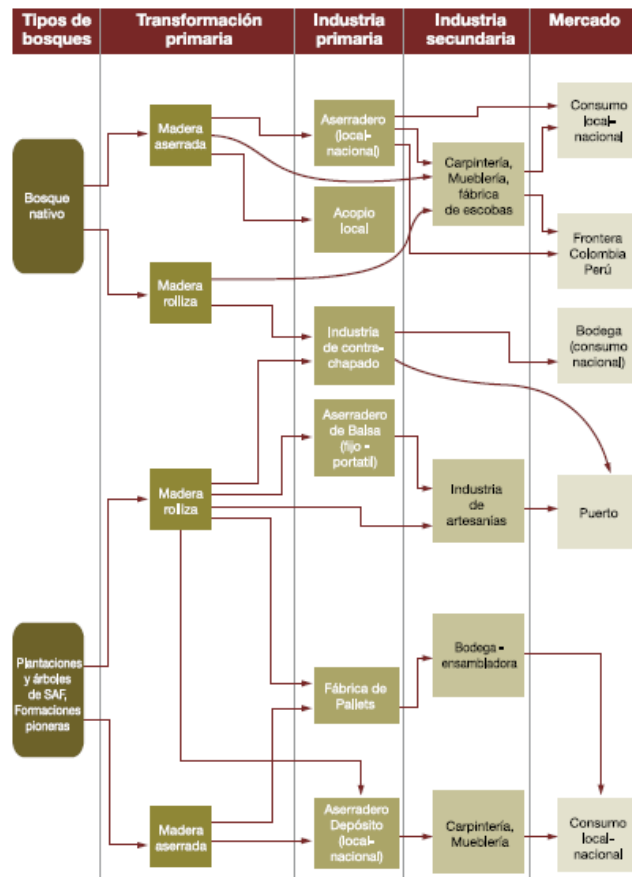 Tipos de
bosques
Transformación
primaria
Industria
primaria
Industria
secundaria
Mercado
Bosque
nativo
Madera
aserrada
Aserradero
(local-
nacional)
Consumo
local-
nacional
Carpintería,
Mueblería,
fábrica
de escobas
Acopio
local
Frontera
Colombia
Perú
Madera
rolliza
Industria
de contra-
chapado
Bodega
(consumo
nacional)
Aserradero
de Balsa
(fijo -
portatil)
Madera
rolliza
Industria
de
artesanías
Puerto
Plantaciones
y árboles
de SAF,
Formaciones
pioneras
Bodega -
ensambladora
Fábrica de
Pallets
Madera
aserrada
Aserradero
Depósito
(local-
nacional)
Carpintería,
Mueblería
Consumo
local-
nacional